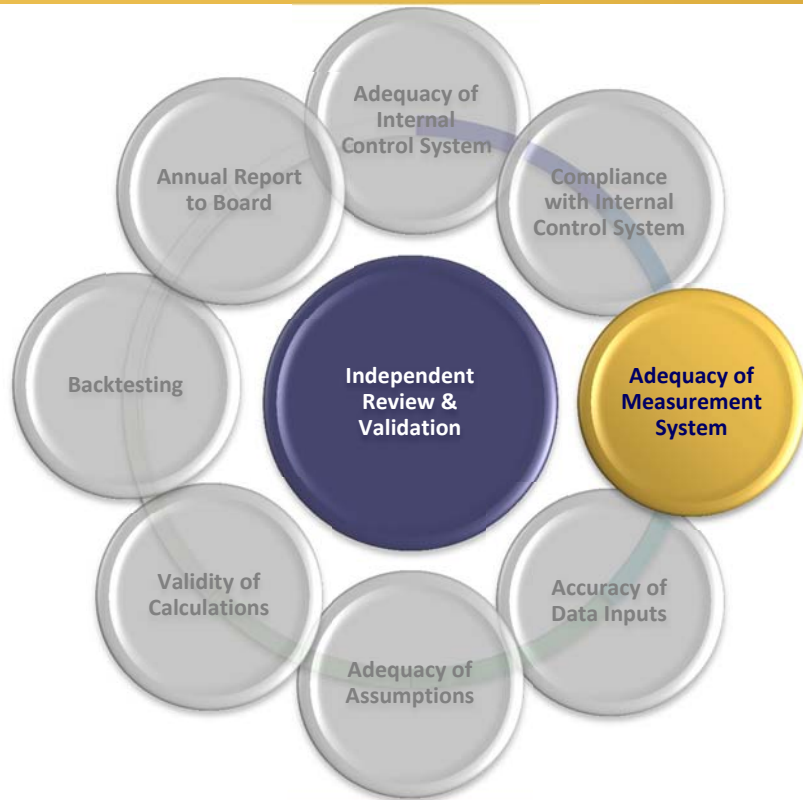 Adequacy of
Internal
Control System
Compliance
with Internal
Control System
Adequacy of
Measurement
System
Accuracy of
Data Inputs
Adequacy of
Assumptions
Validity of
Calculations
Backtesting
Annual Report
to Board
Independent
Review &
Validation